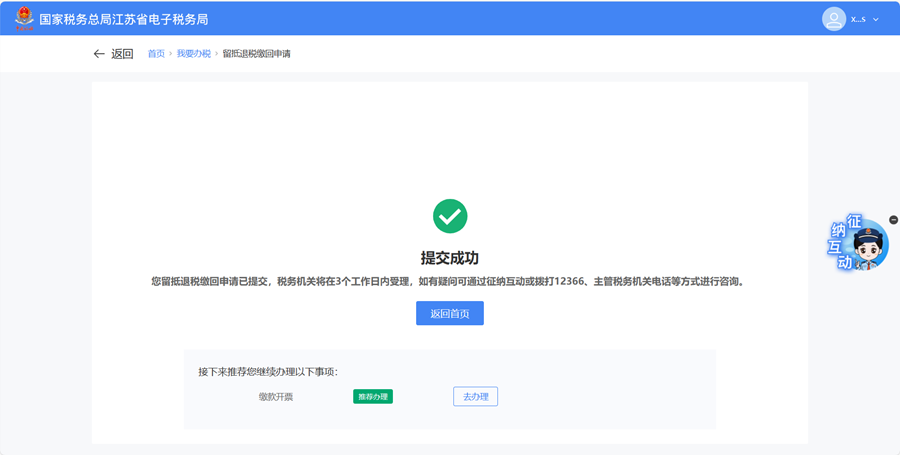 国家税务总局江苏省电子税务局
X...S
返回 首页 › 我要办税 › 留抵退税缴回申请
征纳互动
提交成功
您留抵退税缴回申请已提交，税务机关将在3个工作日内受理，如有疑问可通过征纳互动或拨打12366、主管税务机关电话等方式进行咨询。
返回首页
接下来推荐您继续办理以下事项：
缴款开票 推荐办理 去办理